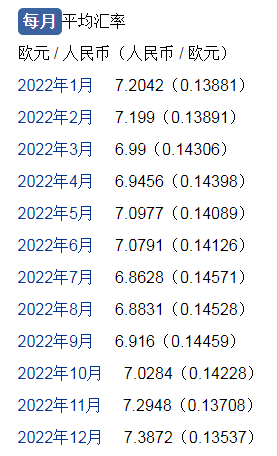 每月平均汇率
欧元 / 人民币（人民币 / 欧元）
2022年1月 7.2042（0.13881）
2022年2月 7.199（0.13891）
2022年3月 6.99（0.14306）
2022年4月 6.9456（0.14398）
2022年5月 7.0977（0.14089）
2022年6月 7.0791（0.14126）
2022年7月 6.8628（0.14571）
2022年8月 6.8831（0.14528）
2022年9月 6.916（0.14459）
2022年10月 7.0284（0.14228）
2022年11月 7.2948（0.13708）
2022年12月 7.3872（0.13537）